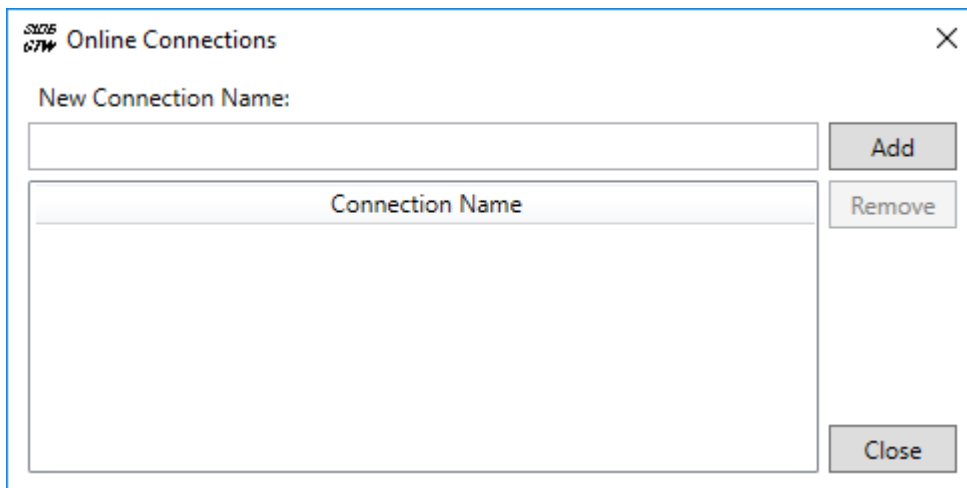 Online Connections
New Connection Name:
Add
Connection Name
Remove
Close